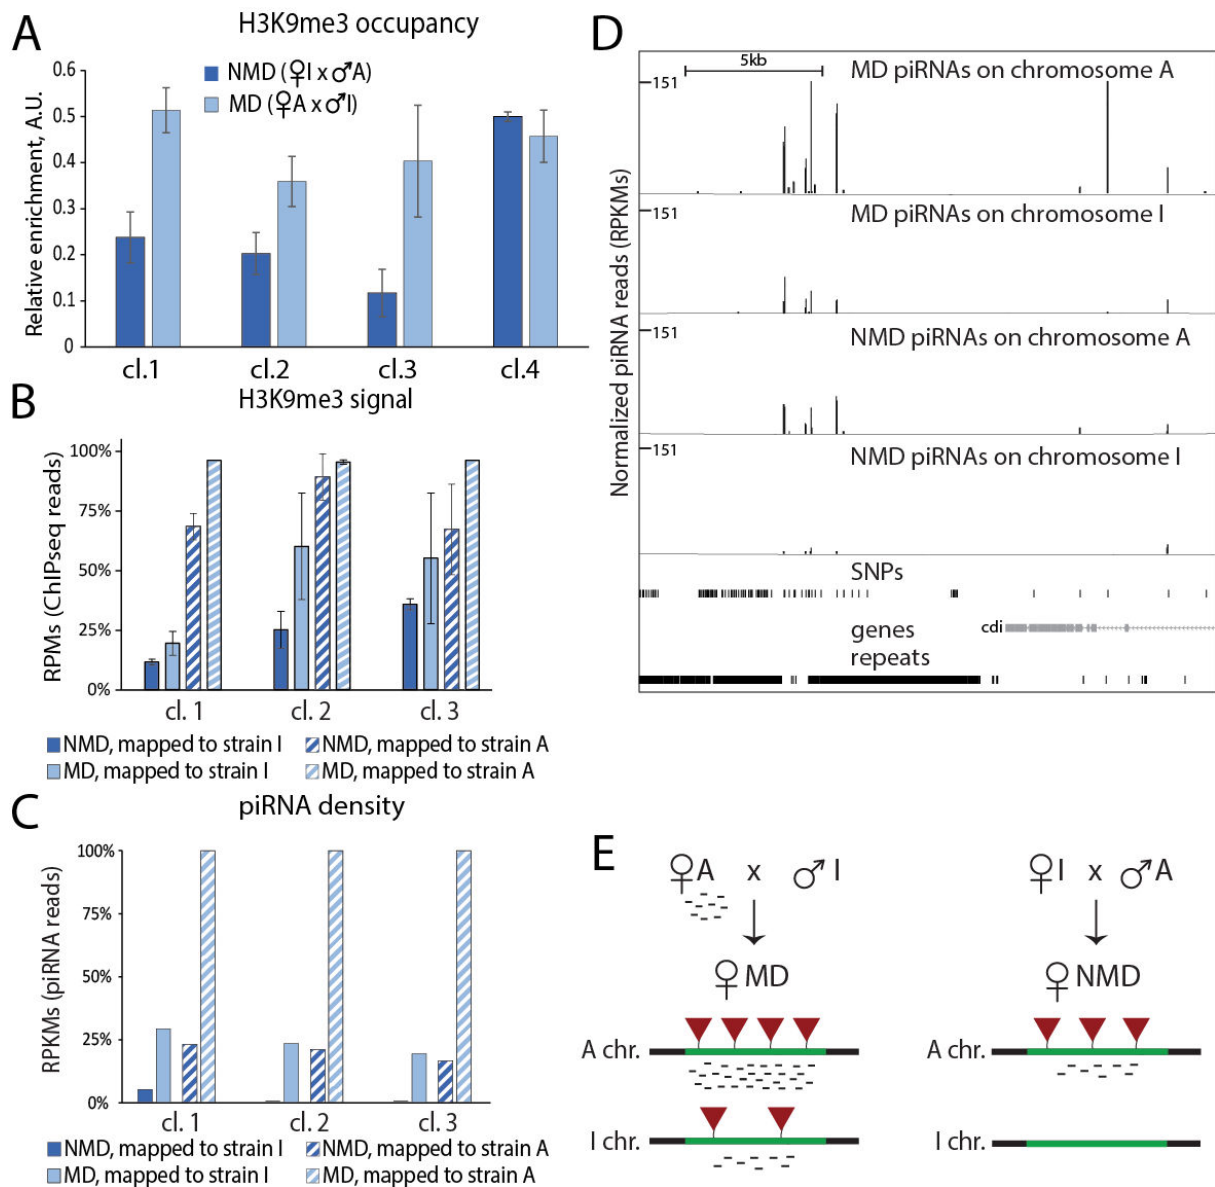 A
H3K9me3 occupancy
Relative enrichment, A.U.
0.6
0.5
0.4
0.3
0.2
0.1
0
NMD (♀I x ♂A)
MD (♀A x ♂I)
cl.1 cl.2 cl.3 cl.4
B
H3K9me3 signal
RPMs (ChIPseq reads)
100%
75%
50%
25%
0%
cl. 1 cl. 2 cl. 3
NMD, mapped to strain I NMD, mapped to strain A
MD, mapped to strain I MD, mapped to strain A
C
piRNA density
RPKMs (piRNA reads)
100%
75%
50%
25%
0%
cl. 1 cl. 2 cl. 3
NMD, mapped to strain I NMD, mapped to strain A
MD, mapped to strain I MD, mapped to strain A
D
Normalized piRNA reads (RPKMs)
5kb
151
MD piRNAs on chromosome A
151
MD piRNAs on chromosome I
151
NMD piRNAs on chromosome A
151
NMD piRNAs on chromosome I
SNPs
cdi
genes
repeats
E
♀A x ♂I
♀MD
A chr.
I chr.
♀I x ♂A
♀NMD
A chr.
I chr.